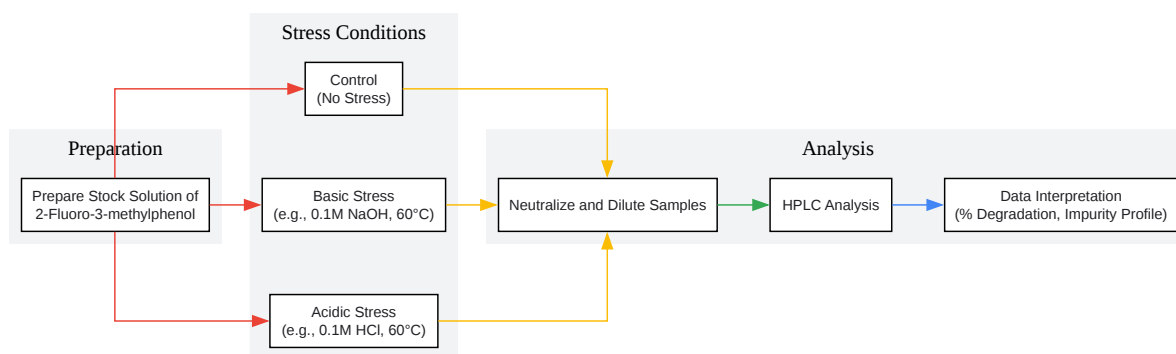 Stress Conditions
Control
(No Stress)
Preparation
Analysis
Prepare Stock Solution of
2-Fluoro-3-methylphenol
Basic Stress
(e.g., 0.1M NaOH, 60°C)
Neutralize and Dilute Samples
HPLC Analysis
Data Interpretation
(% Degradation, Impurity Profile)
Acidic Stress
(e.g., 0.1M HCl, 60°C)